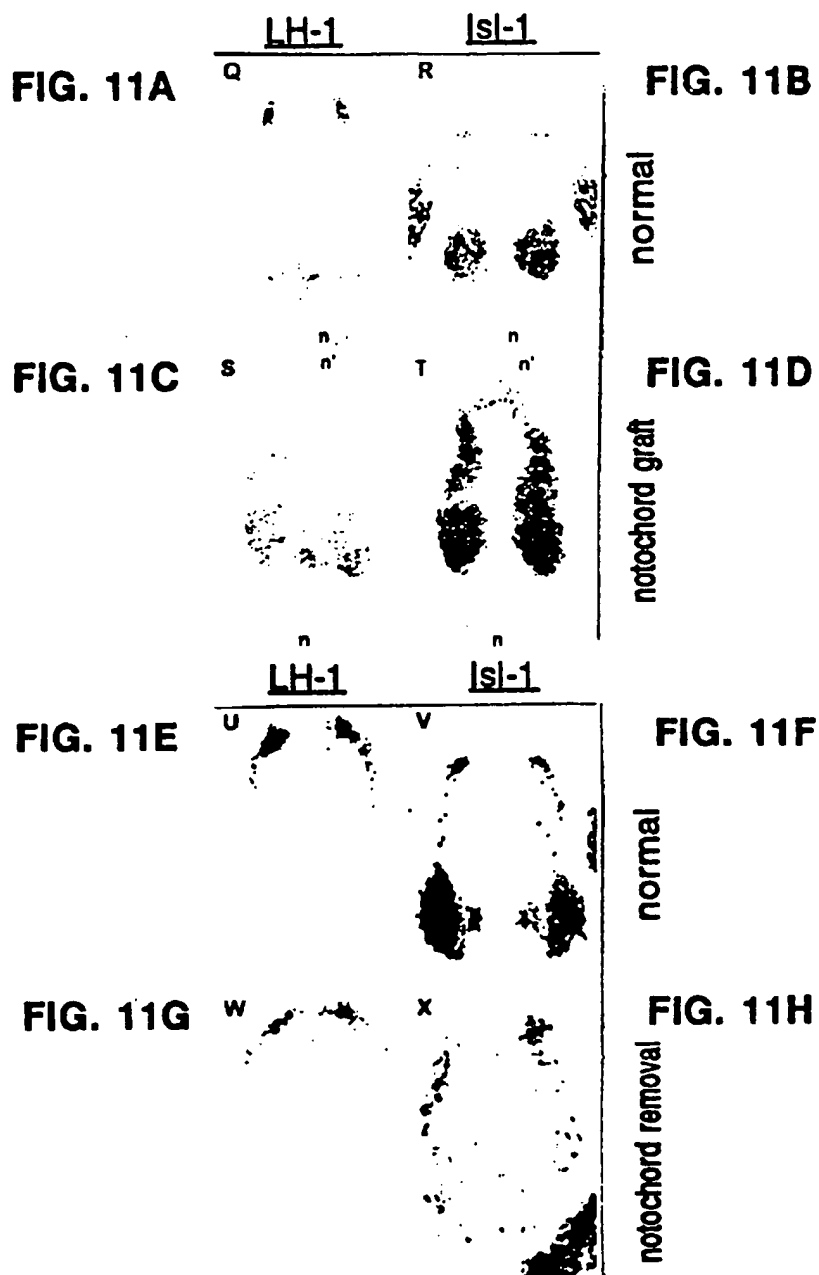 LH-1 Isl-1
FIG. 11A Q R FIG. 11B
normal
n n
FIG. 11C S n' T n' FIG. 11D
notochord graft
n n
LH-1 Isl-1
FIG. 11E U V FIG. 11F
normal
FIG. 11G W X FIG. 11H
notochord removal